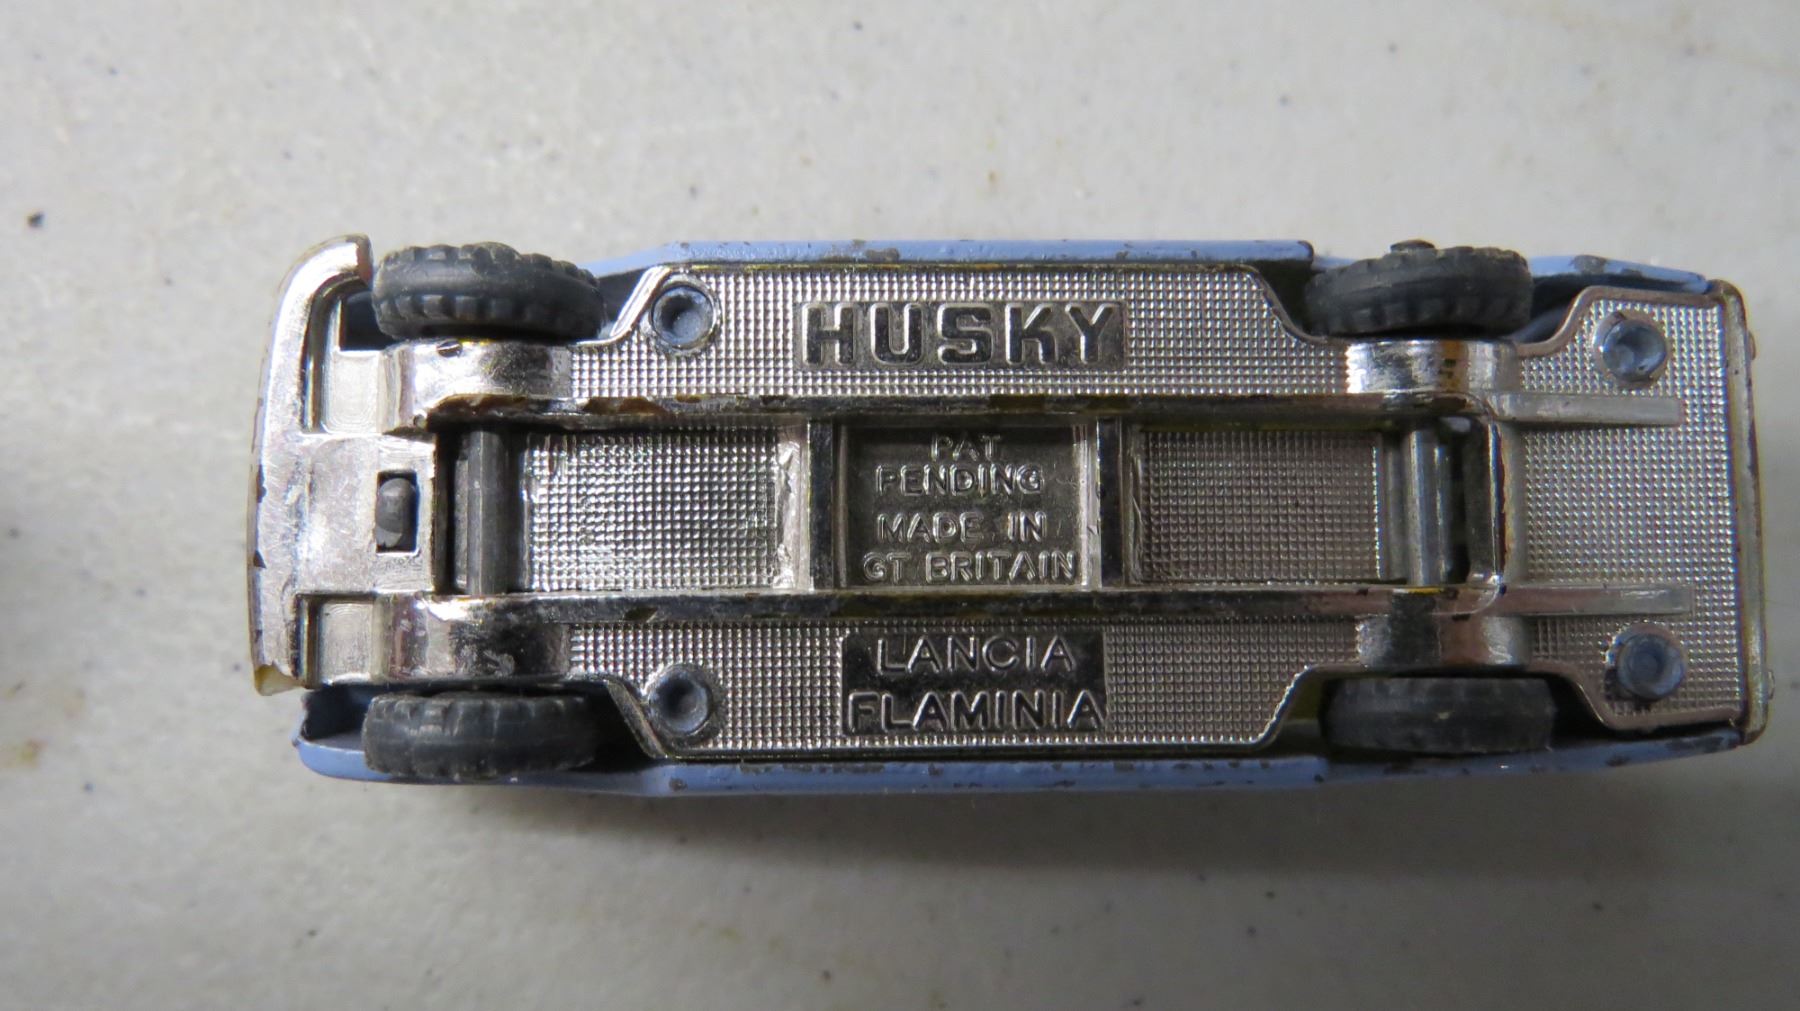 HUSKY
PAT
PENDING
MADE IN
GT BRITAIN
LANCIA
FLAMINIA